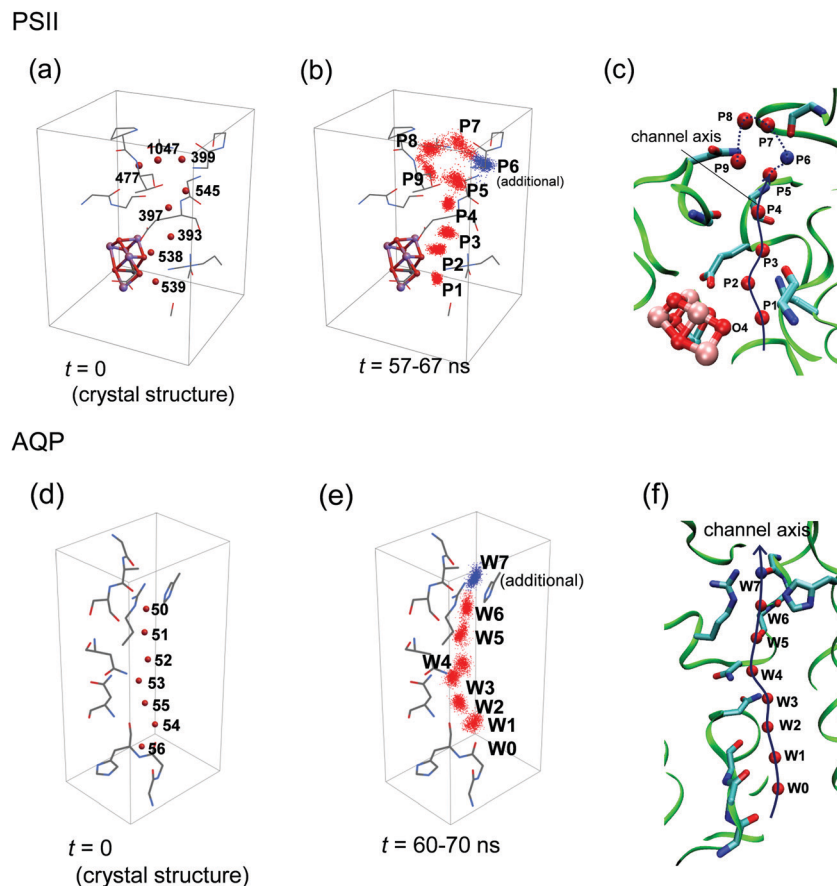 PSII
(a)
(b)
(c)
1047
399
477
545
397
393
538
539
t = 0
(crystal structure)
P7
P8
P6
(additional)
P9
P5
P4
P3
P2
P1
t = 57-67 ns
P8
P7
channel axis
P9
P6
P5
P4
P3
P2
P1
O4
AQP
(d)
(e)
(f)
50
51
52
53
55
54
56
t = 0
(crystal structure)
W7
(additional)
W6
W5
W4
W3
W2
W1
W0
t = 60-70 ns
channel axis
W7
W6
W5
W4
W3
W2
W1
W0